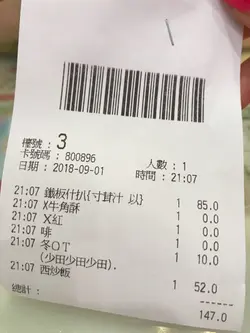 樓號: 3
卡號碼: 800896 人數: 1
日期: 2018-09-01 時間: 21:07
21:07 鐵板什扒{寸茸汁 以} 1 85.0
21:07 X牛角酥 1 0.0
21:07 X紅 1 0.0
21:07 啡 1 0.0
21:07 冬OT 1 10.0
(少田少田少田).
21:07 西炒飯 1 52.0
總計: 147.0